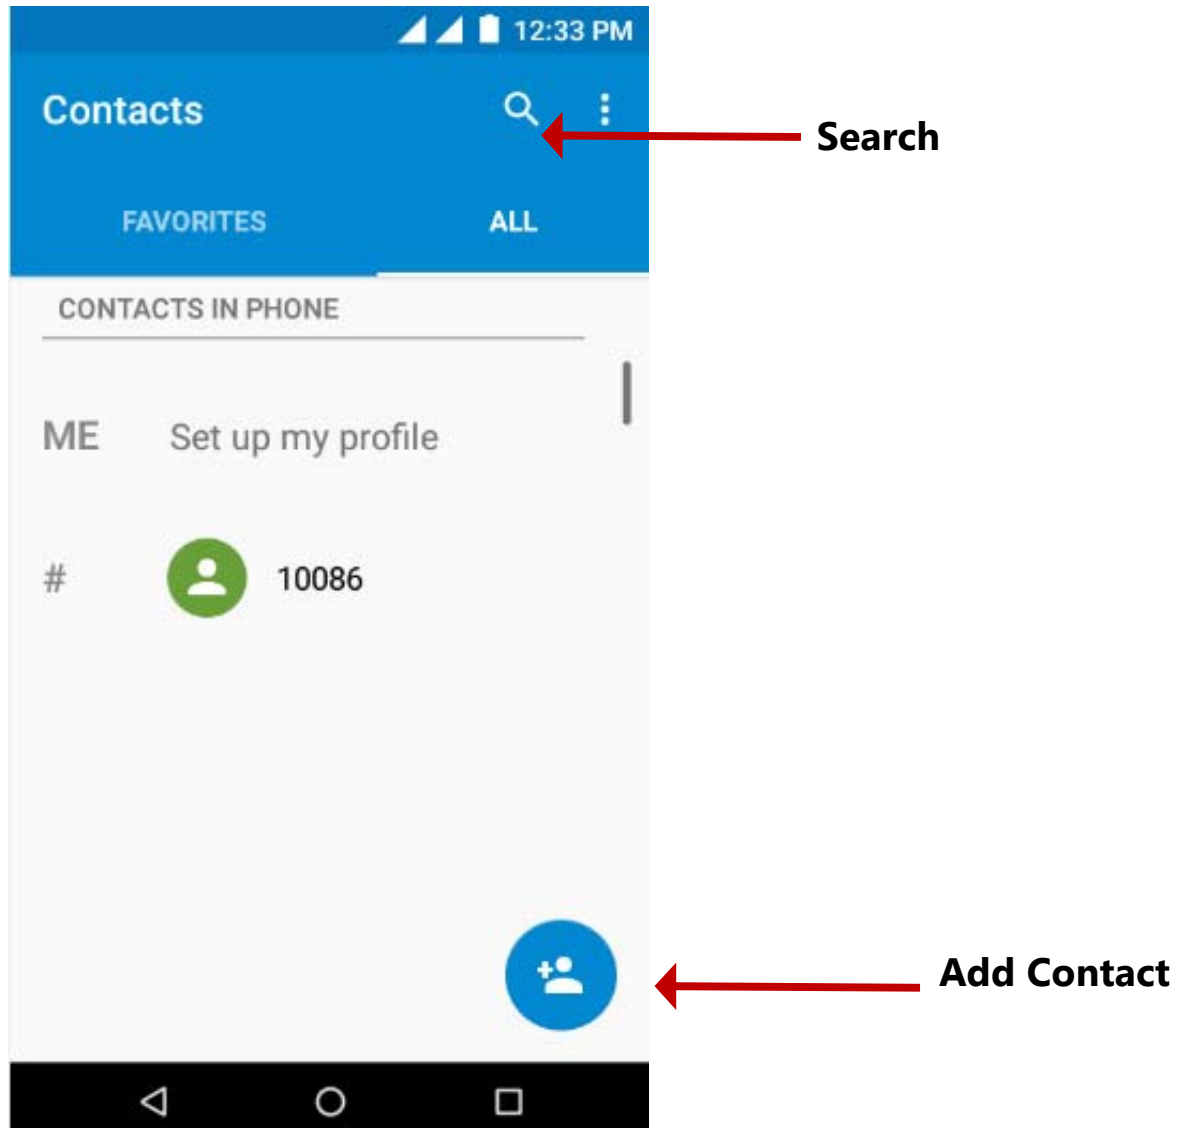 12:33 PM
Contacts
Search
FAVORITES ALL
CONTACTS IN PHONE
ME Set up my profile
# 10086
Add Contact